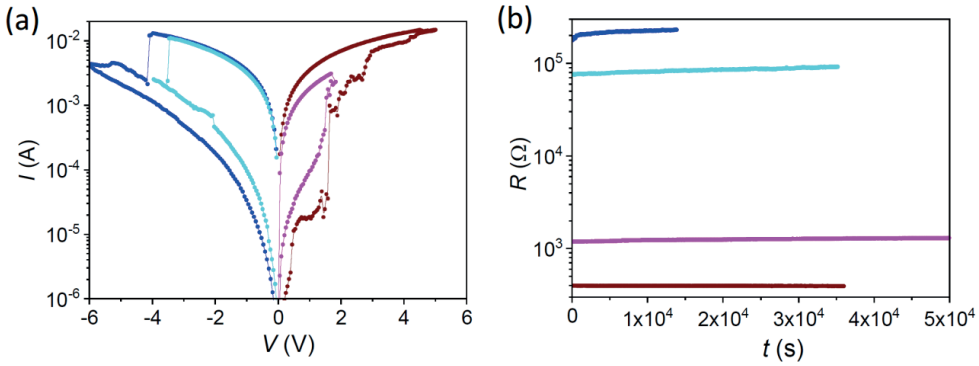 (a)
I (A)
10⁻²
10⁻³
10⁻⁴
10⁻⁵
10⁻⁶
-6 -4 -2 0 2 4 6
V (V)
(b)
R (Ω)
10⁵
10⁴
10³
0 1x10⁴ 2x10⁴ 3x10⁴ 4x10⁴ 5x10⁴
t (s)